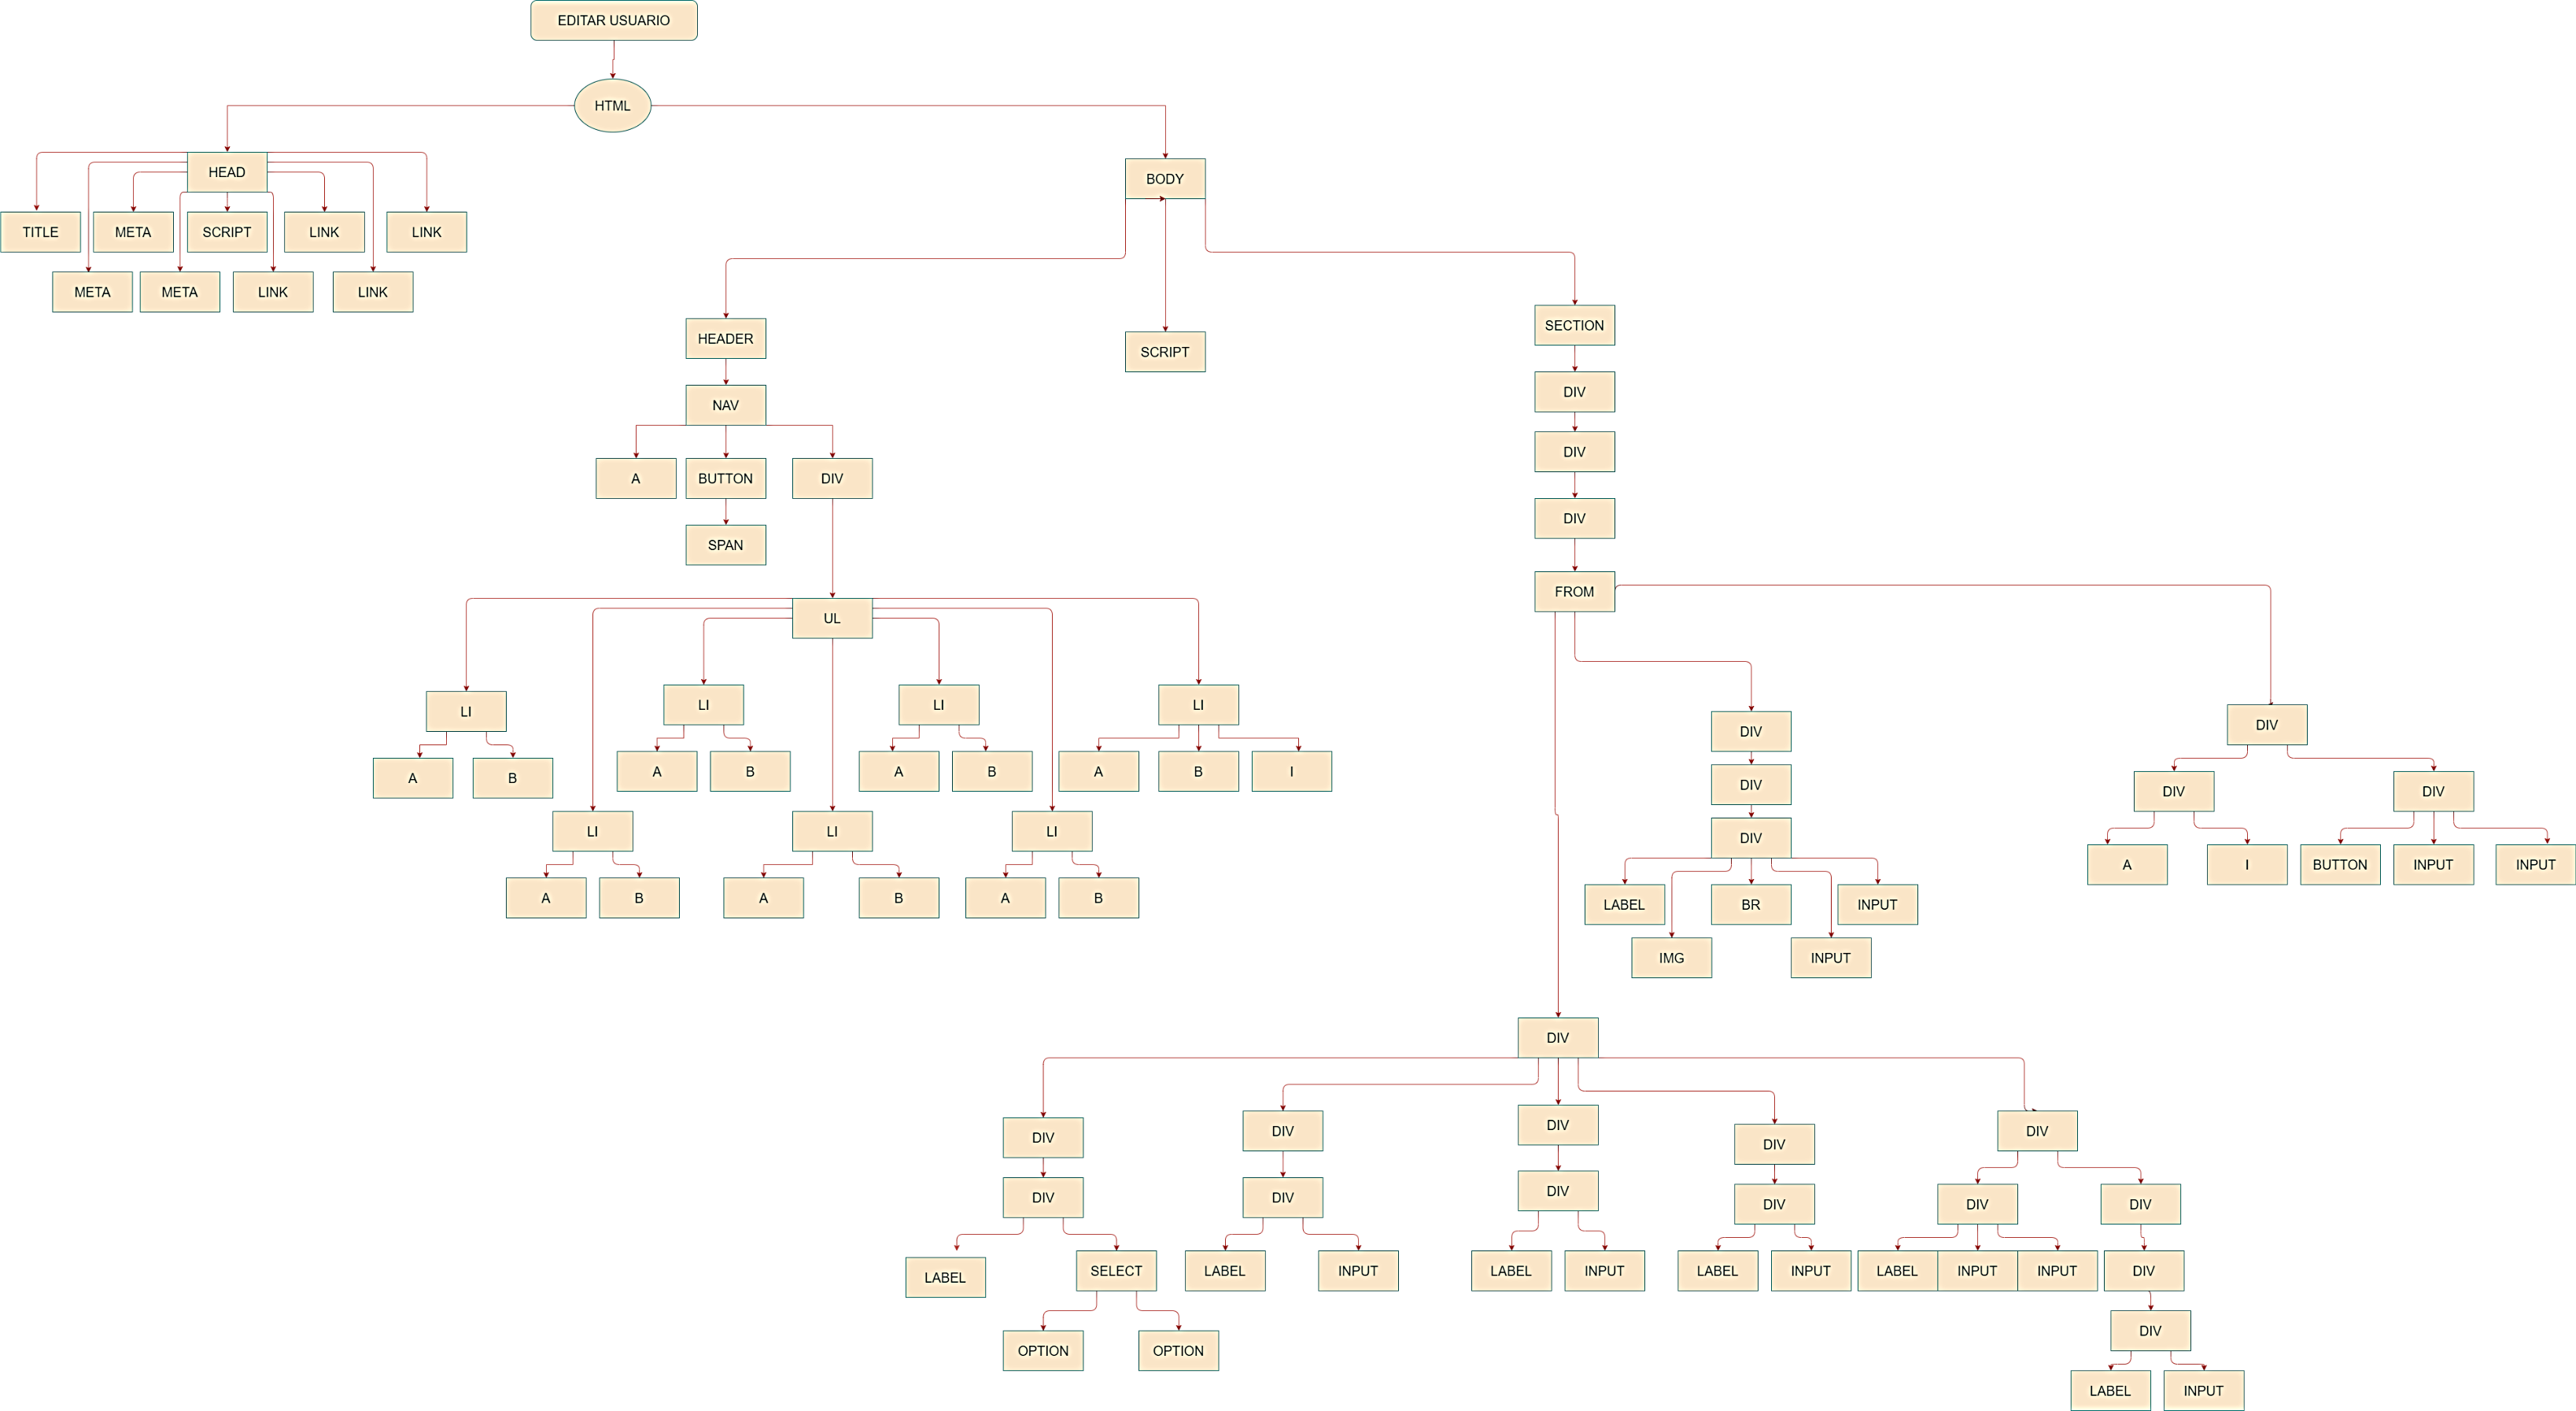 EDITAR USUARIO
HTML
HEAD
BODY
TITLE
META
SCRIPT
LINK
LINK
META
META
LINK
LINK
HEADER
SCRIPT
SECTION
NAV
DIV
DIV
A
BUTTON
DIV
DIV
SPAN
FROM
UL
LI
LI
LI
LI
DIV
DIV
A
B
A
B
A
B
A
B
I
DIV
DIV
DIV
LI
LI
LI
DIV
A
B
A
B
A
B
LABEL
BR
INPUT
A
I
BUTTON
INPUT
INPUT
IMG
INPUT
DIV
DIV
DIV
DIV
DIV
DIV
DIV
DIV
DIV
DIV
DIV
DIV
LABEL
SELECT
LABEL
INPUT
LABEL
INPUT
LABEL
INPUT
LABEL
INPUT
INPUT
DIV
OPTION
OPTION
DIV
LABEL
INPUT